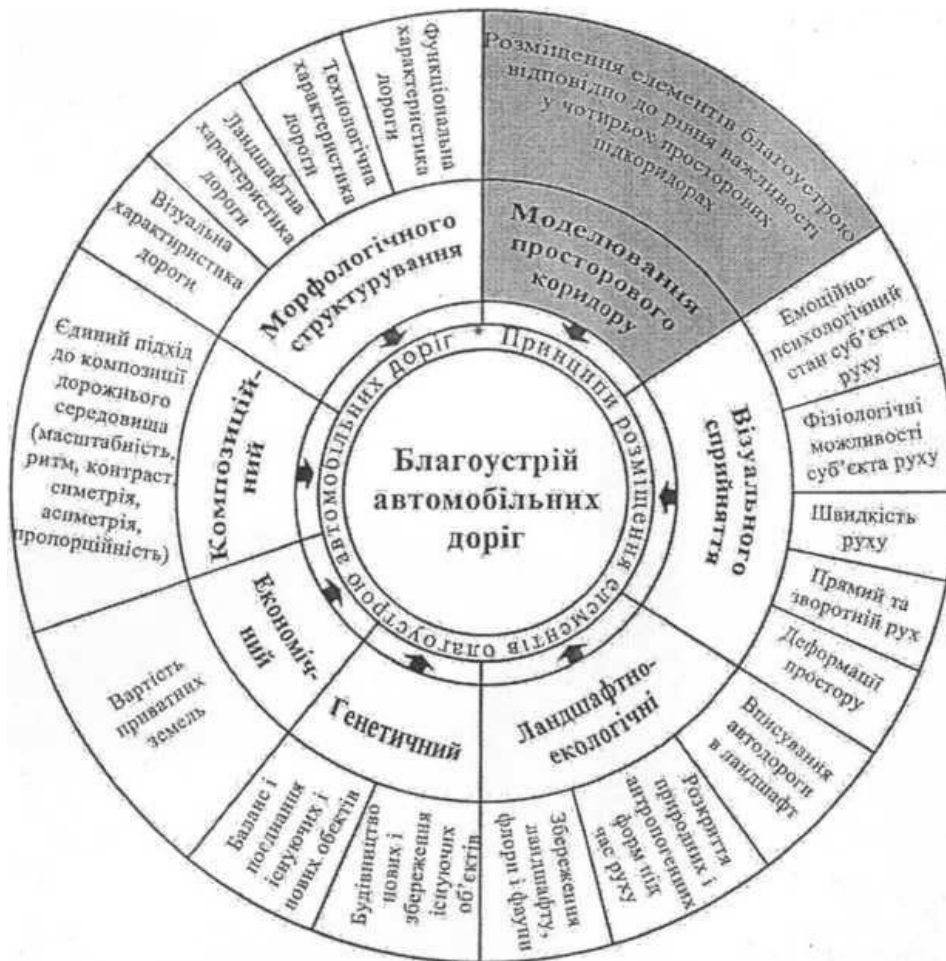 Благоустрій
автомобільних
доріг
Принципи розміщення елементів благоустрою автомобільних доріг *
Моделювання
просторового
коридору
Розміщення елементів благоустрою
відповідно до рівня важливості
у чотирьох просторових
підкоридорах
Візуального
сприйняття
Емоційно-
психологічний
стан суб’єкта
руху
Фізіологічні
можливості
суб’єкта руху
Швидкість
руху
Прямий та
зворотній рух
Деформації
простору
Ландшафтно-
екологічні
Вписування
автодороги
в ландшафт
Розкриття
природних і
антропогенних
форм під
час руху
Збереження
ландшафту,
флори і фауни
Генетичний
Будівництво
нових і
збереження
існуючих
об’єктів
Баланс і
поєднання
існуючих і
нових обєктів
Економіч-
ний
Вартість
приватних
земель
Композицій-
ний
Єдиний підхід
до композиції
дорожнього
середовища
(масштабність,
ритм, контраст,
симетрія,
асиметрія,
пропорційність)
Морфологічного
структурування
Візуальна
характиристика
дороги
Ландшафтна
характеристика
дороги
Технологічна
характеристика
дороги
Функціональна
характеристика
дороги